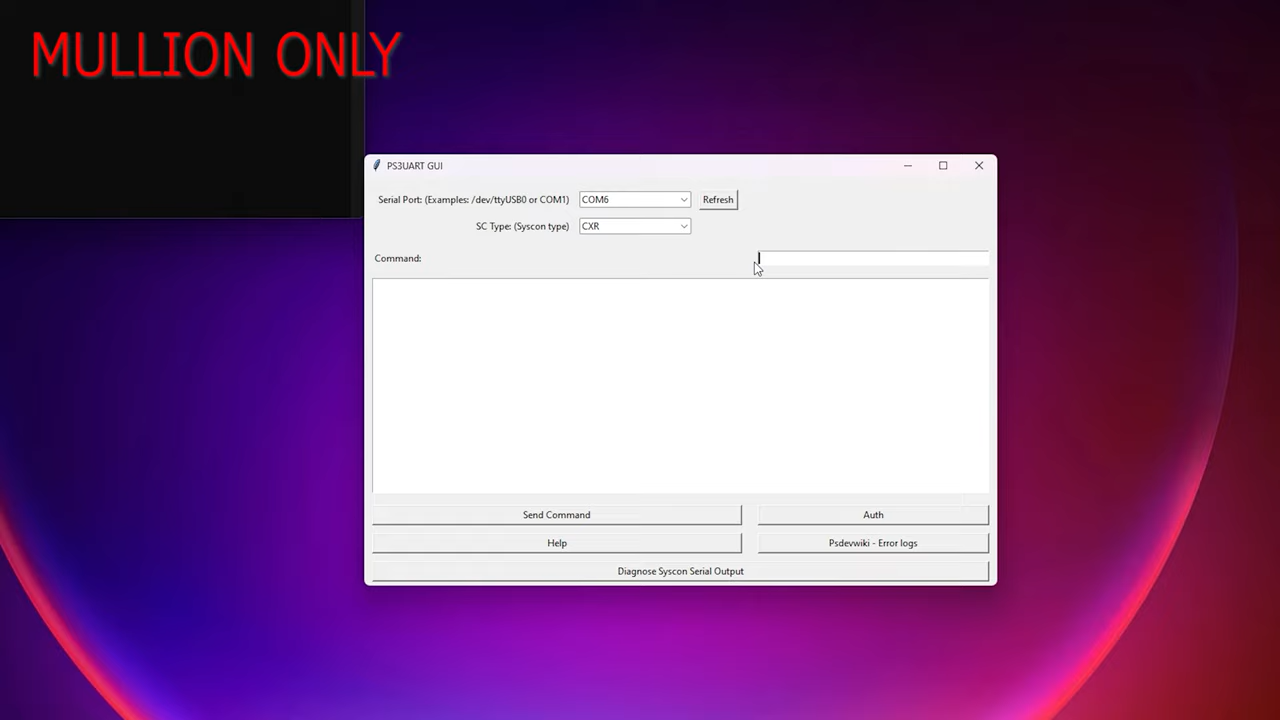 MULLION ONLY
PS3UART GUI
Serial Port: (Examples: /dev/ttyUSB0 or COM1) COM6 Refresh
SC Type: (Syscon type) CXR
Command:
Send Command Auth
Help Psdevwiki - Error logs
Diagnose Syscon Serial Output